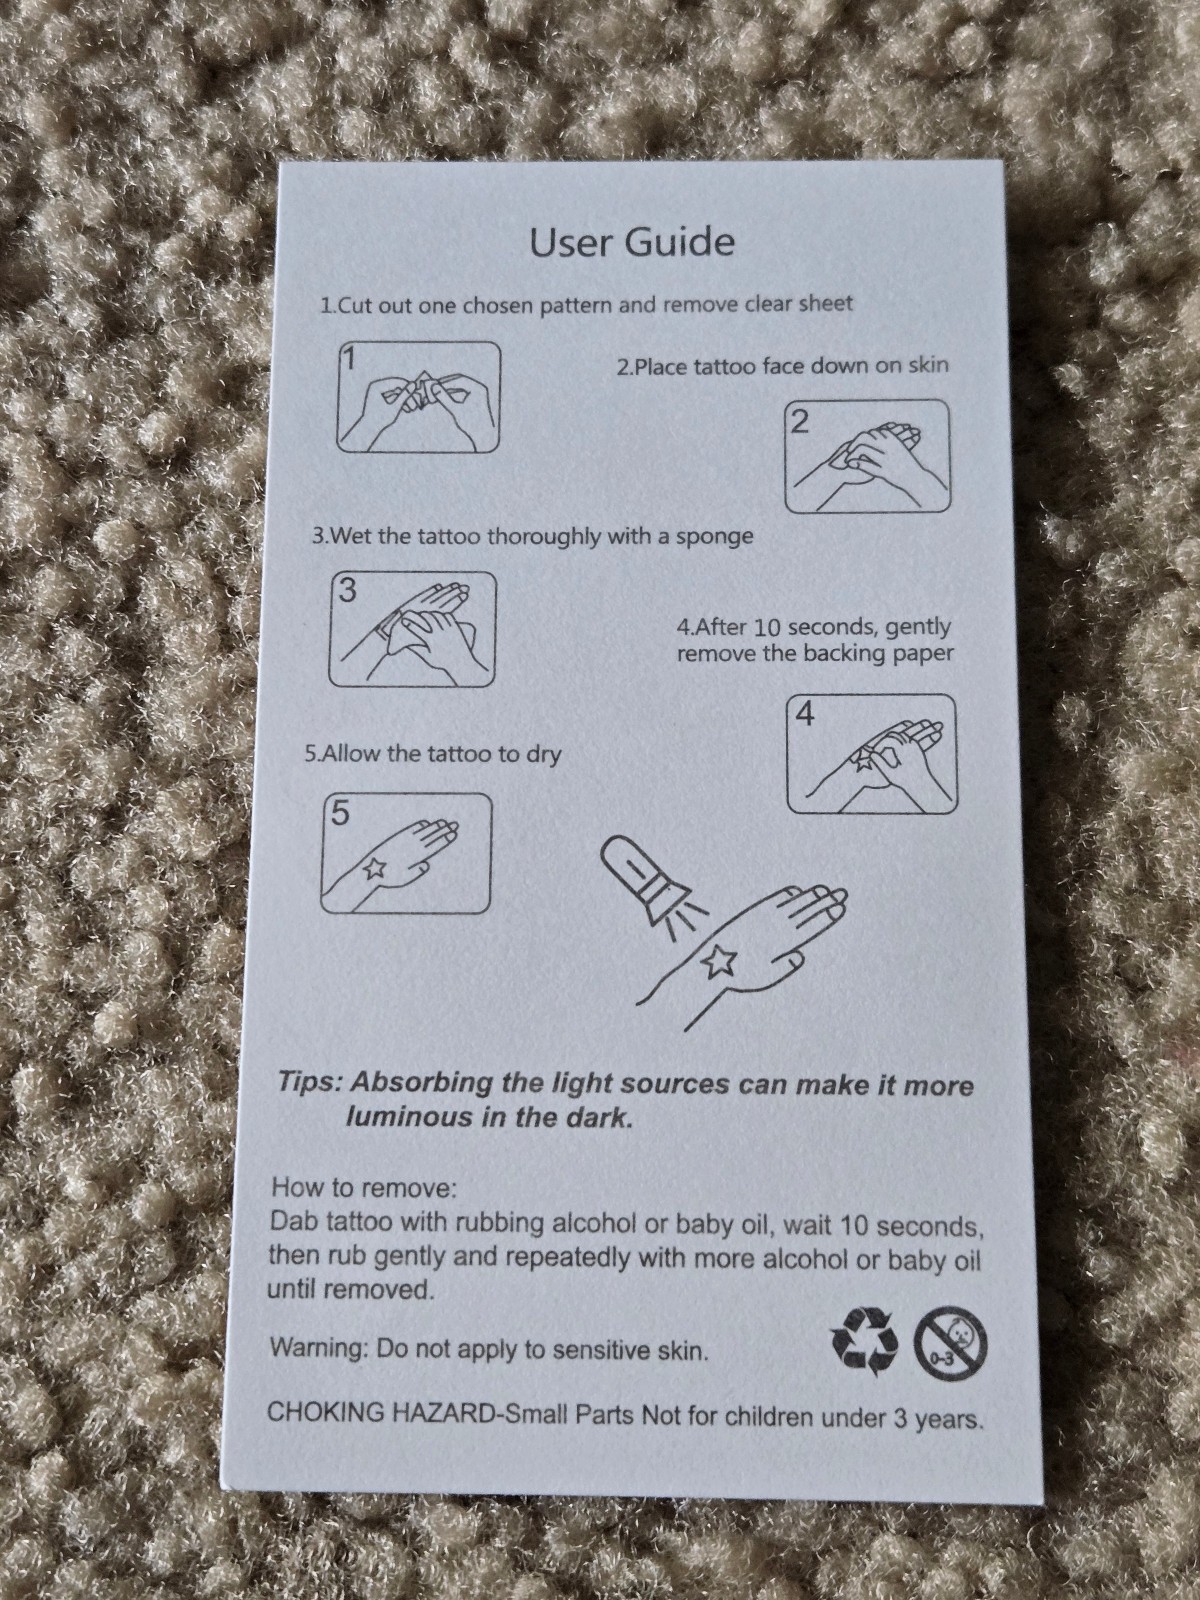 User Guide
1.Cut out one chosen pattern and remove clear sheet
1
2.Place tattoo face down on skin
2
3.Wet the tattoo thoroughly with a sponge
3
4.After 10 seconds, gently
remove the backing paper
4
5.Allow the tattoo to dry
5
Tips: Absorbing the light sources can make it more
luminous in the dark.
How to remove:
Dab tattoo with rubbing alcohol or baby oil, wait 10 seconds,
then rub gently and repeatedly with more alcohol or baby oil
until removed.
Warning: Do not apply to sensitive skin.
0-3
CHOKING HAZARD-Small Parts Not for children under 3 years.